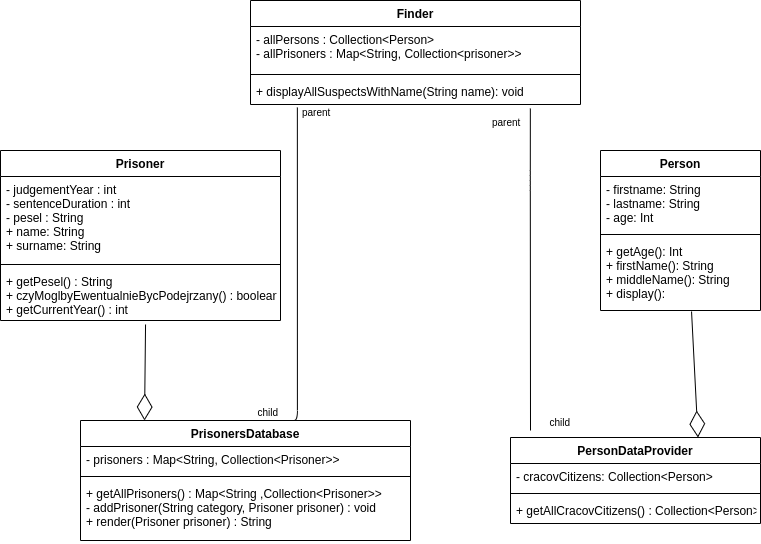 Finder
- allPersons : Collection<Person>
- allPrisoners : Map<String, Collection<prisoner>>
+ displayAllSuspectsWithName(String name): void
parent
parent
Prisoner
- judgementYear : int
- sentenceDuration : int
- pesel : String
+ name: String
+ surname: String
+ getPesel() : String
+ czyMoglbyEwentualnieBycPodejrzany() : boolear
+ getCurrentYear() : int
Person
- firstname: String
- lastname: String
- age: Int
+ getAge(): Int
+ firstName(): String
+ middleName(): String
+ display():
child
child
PrisonersDatabase
- prisoners : Map<String, Collection<Prisoner>>
+ getAllPrisoners() : Map<String ,Collection<Prisoner>>
- addPrisoner(String category, Prisoner prisoner) : void
+ render(Prisoner prisoner) : String
PersonDataProvider
- cracovCitizens: Collection<Person>
+ getAllCracovCitizens() : Collection<Person>